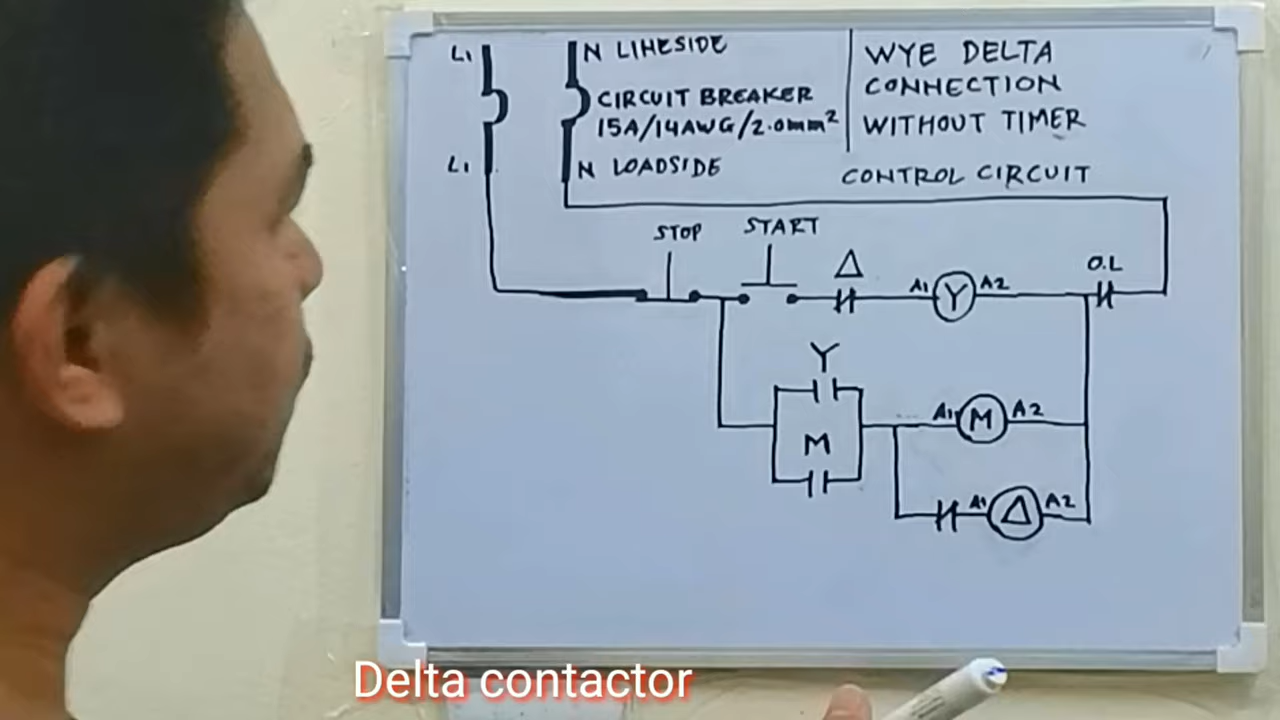 L1
N LINESIDE
WYE DELTA
CONNECTION
WITHOUT TIMER
CIRCUIT BREAKER
15A/14AWG/2.0mm²
L1
N LOADSIDE
CONTROL CIRCUIT
STOP
START
Δ
O.L
A1
Y
A2
Y
A1
M
A2
M
A1
Δ
A2
Delta contactor